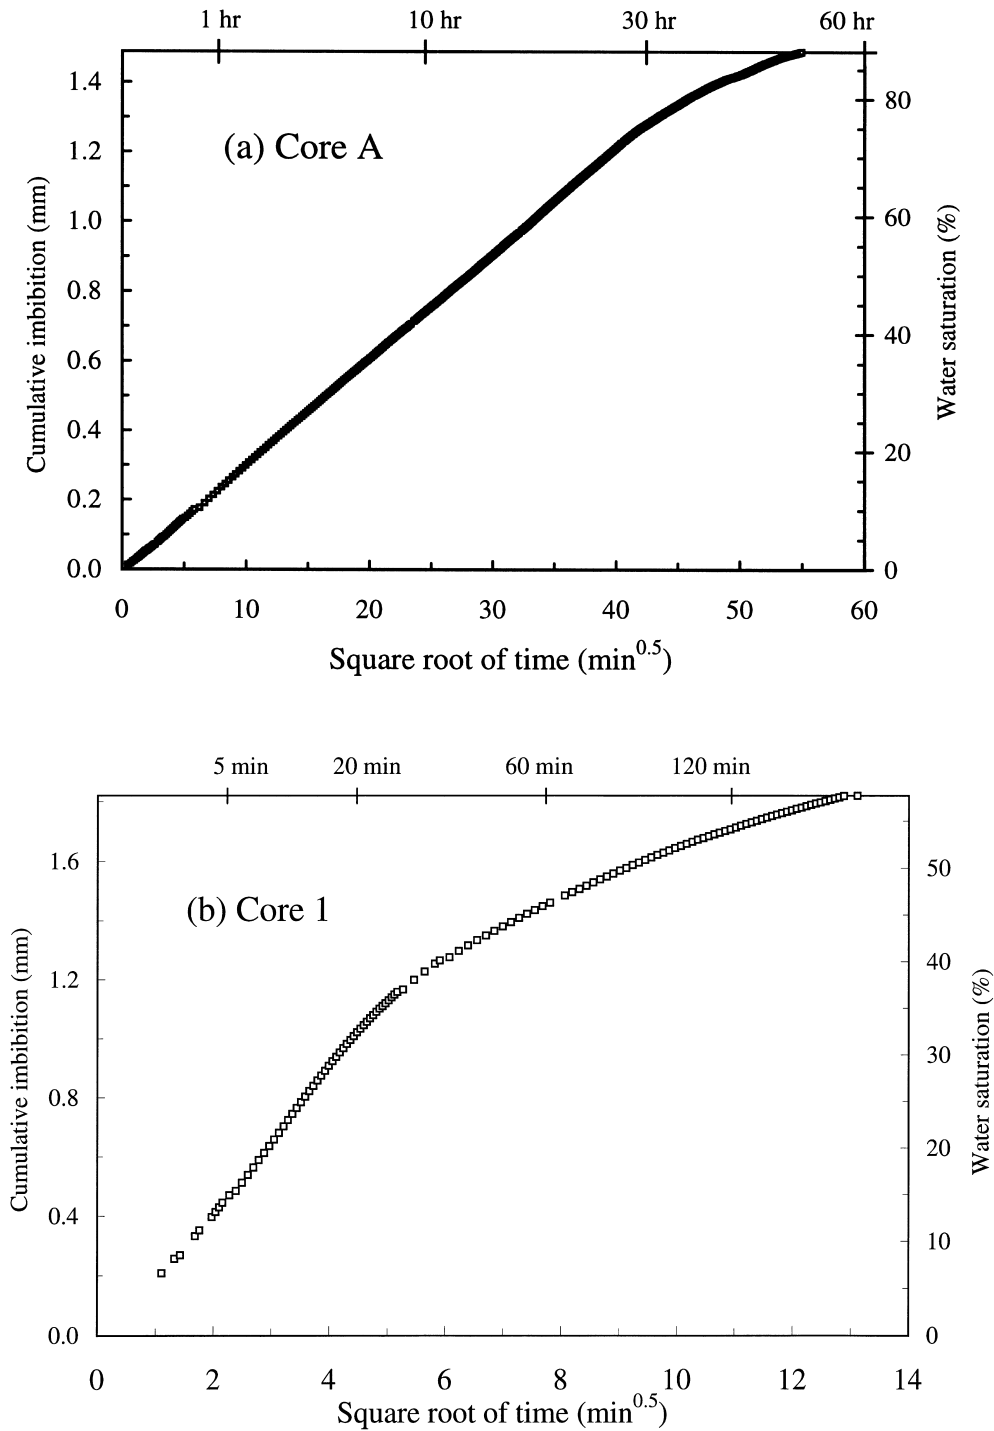 1 hr 10 hr 30 hr 60 hr
(a) Core A
Cumulative imbibition (mm)
1.4
1.2
1.0
0.8
0.6
0.4
0.2
0.0
Water saturation (%)
80
60
40
20
0
0 10 20 30 40 50 60
Square root of time (min^0.5)
5 min 20 min 60 min 120 min
(b) Core 1
Cumulative imbibition (mm)
1.6
1.2
0.8
0.4
0.0
Water saturation (%)
50
40
30
20
10
0
0 2 4 6 8 10 12 14
Square root of time (min^0.5)